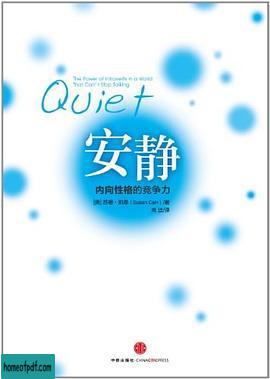 The Power of Introverts in a World
That Can't Stop Talking
Quiet
安静
内向性格的竞争力
[美] 苏珊·凯恩 ( Susan Cain ) /著
高洁/译
homeofpdf.com
中信出版社·CHINACITICPRESS